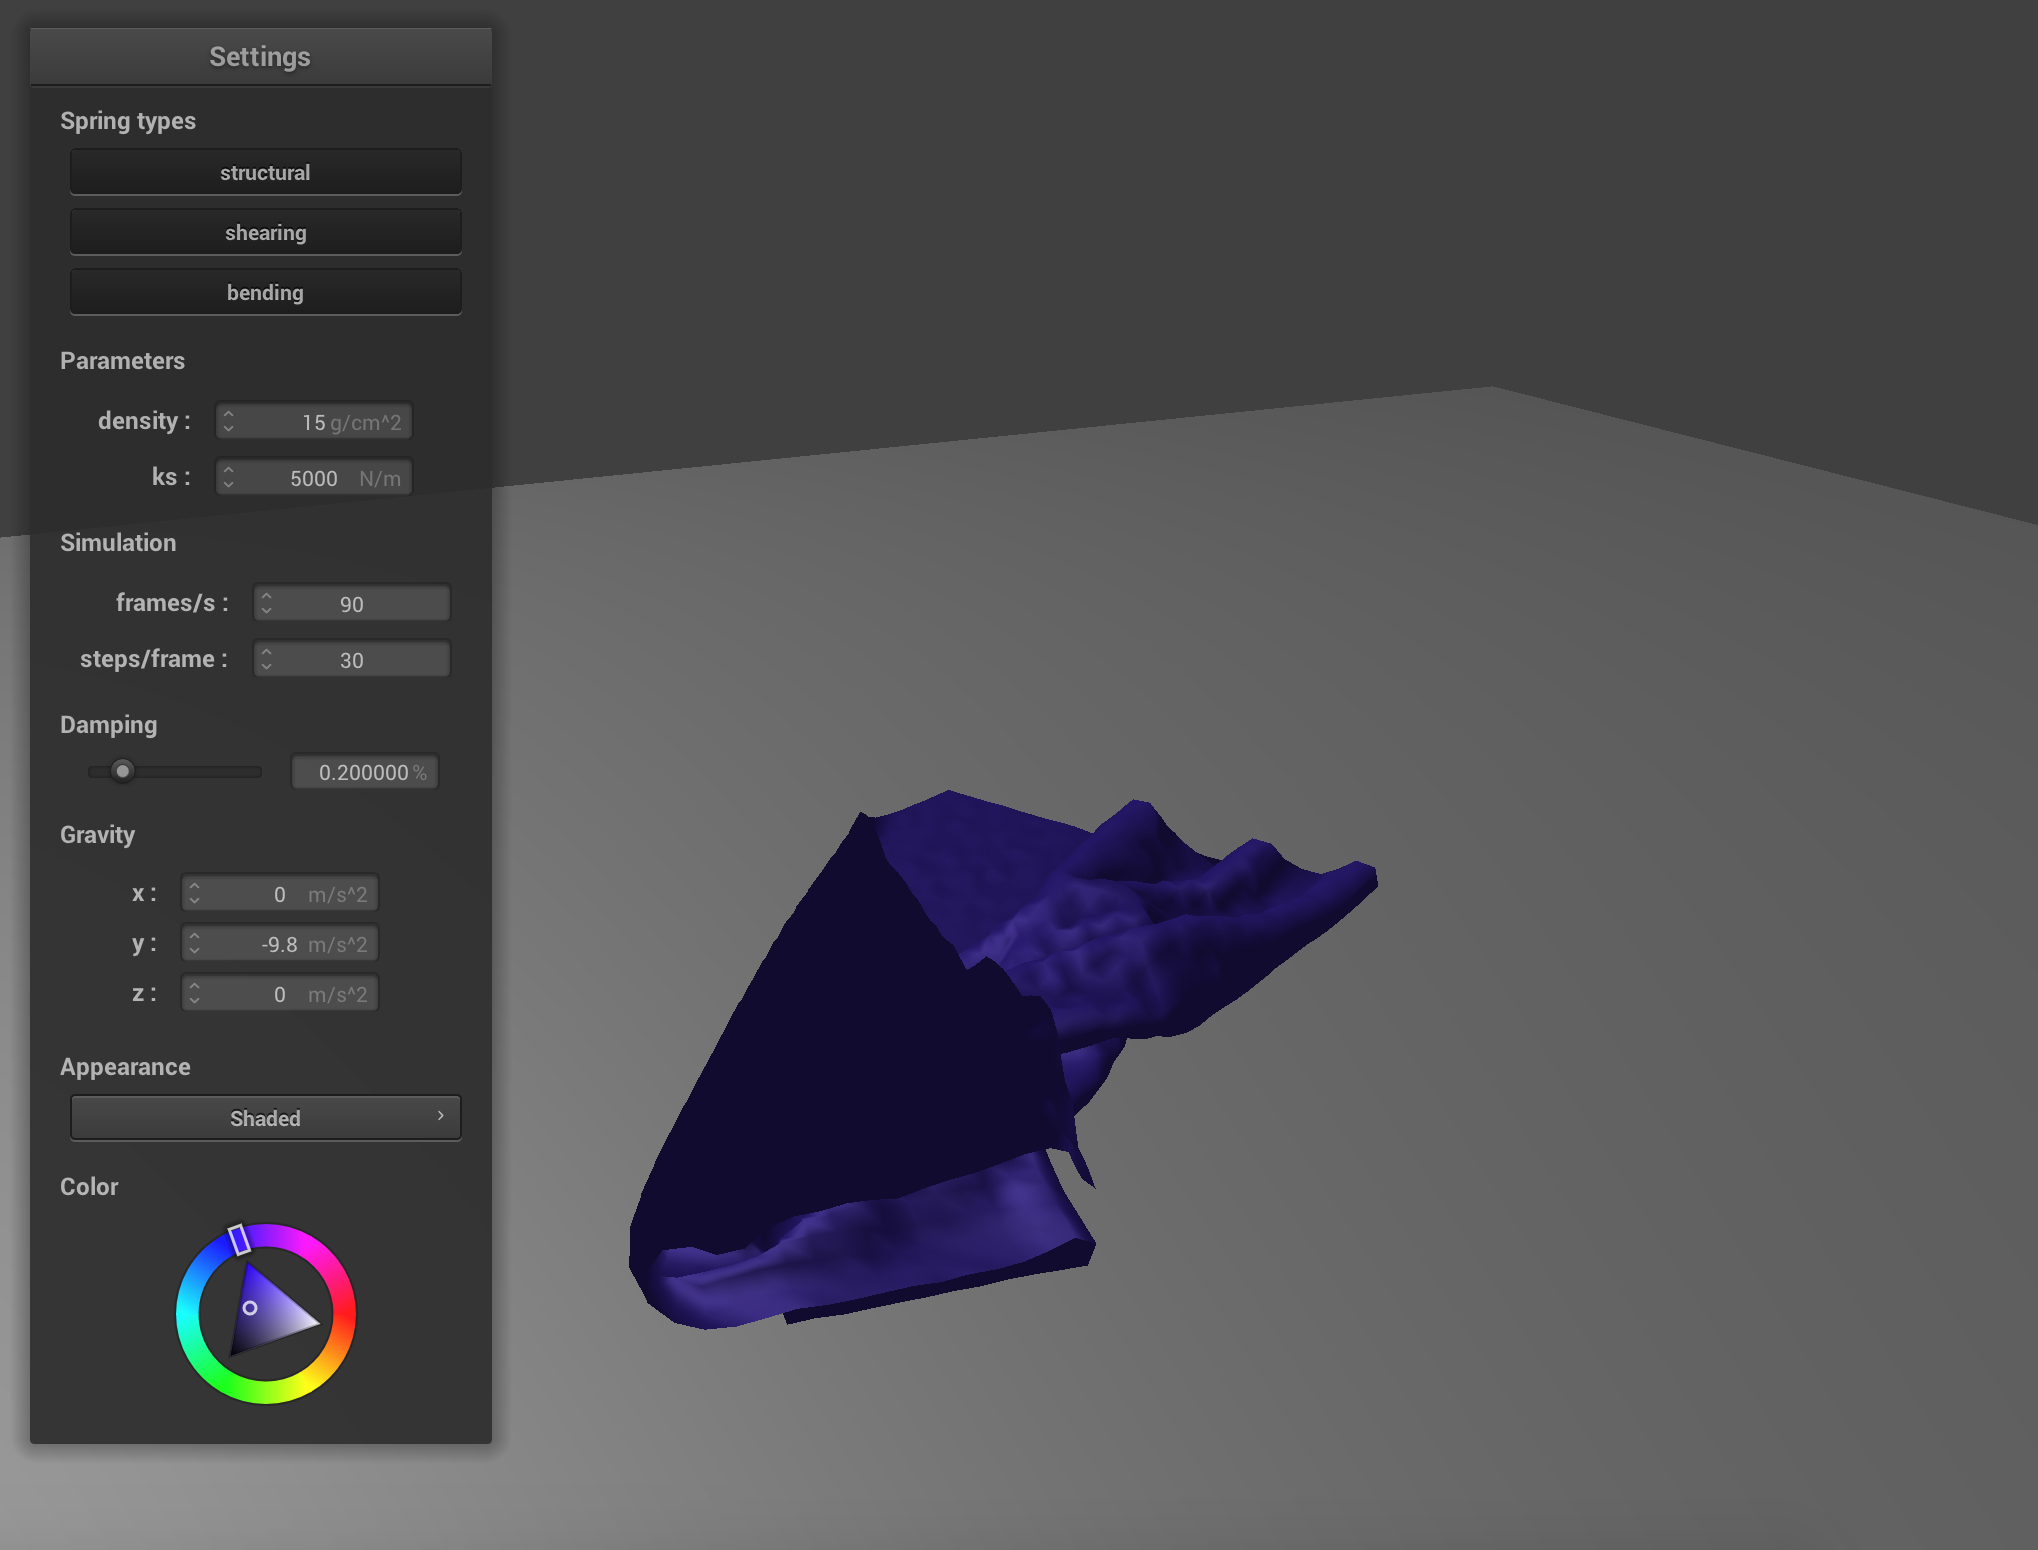 Settings
Spring types
structural
shearing
bending
Parameters
density : 15 g/cm^2
ks : 5000 N/m
Simulation
frames/s : 90
steps/frame : 30
Damping
0.200000 %
Gravity
x : 0 m/s^2
y : -9.8 m/s^2
z : 0 m/s^2
Appearance
Shaded
Color